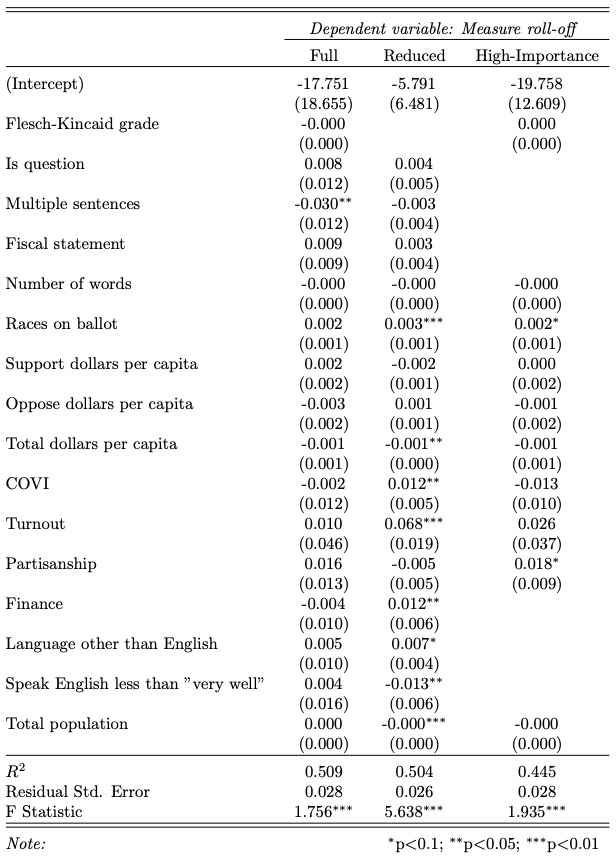 Dependent variable: Measure roll-off
Full Reduced High-Importance
(Intercept) -17.751 -5.791 -19.758
(18.655) (6.481) (12.609)
Flesch-Kincaid grade -0.000 0.000
(0.000) (0.000)
Is question 0.008 0.004
(0.012) (0.005)
Multiple sentences -0.030** -0.003
(0.012) (0.004)
Fiscal statement 0.009 0.003
(0.009) (0.004)
Number of words -0.000 -0.000 -0.000
(0.000) (0.000) (0.000)
Races on ballot 0.002 0.003*** 0.002*
(0.001) (0.001) (0.001)
Support dollars per capita 0.002 -0.002 0.000
(0.002) (0.001) (0.002)
Oppose dollars per capita -0.003 0.001 -0.001
(0.002) (0.001) (0.002)
Total dollars per capita -0.001 -0.001** -0.001
(0.001) (0.000) (0.001)
COVI -0.002 0.012** -0.013
(0.012) (0.005) (0.010)
Turnout 0.010 0.068*** 0.026
(0.046) (0.019) (0.037)
Partisanship 0.016 -0.005 0.018*
(0.013) (0.005) (0.009)
Finance -0.004 0.012**
(0.010) (0.006)
Language other than English 0.005 0.007*
(0.010) (0.004)
Speak English less than ”very well” 0.004 -0.013**
(0.016) (0.006)
Total population 0.000 -0.000*** -0.000
(0.000) (0.000) (0.000)
R² 0.509 0.504 0.445
Residual Std. Error 0.028 0.026 0.028
F Statistic 1.756*** 5.638*** 1.935***
Note: *p<0.1; **p<0.05; ***p<0.01